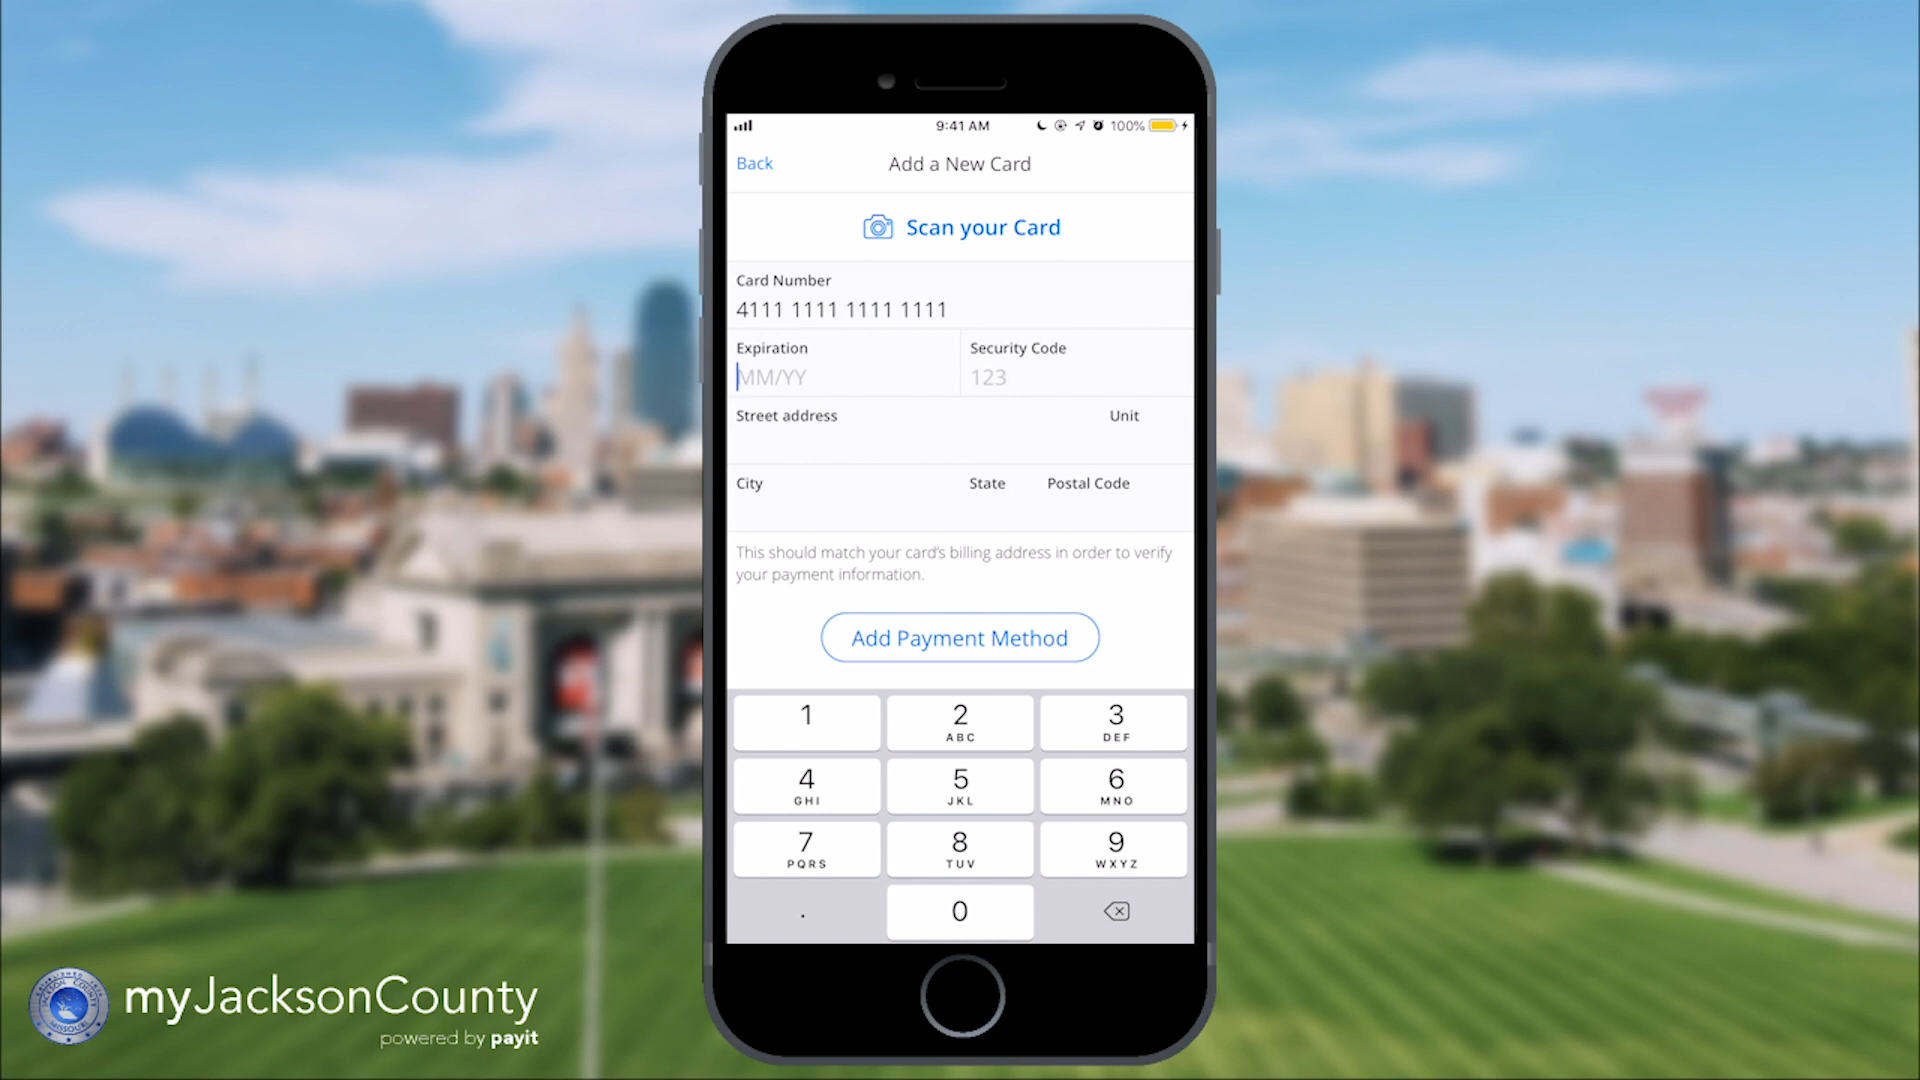 9:41 AM 100%
Back Add a New Card
Scan your Card
Card Number
4111 1111 1111 1111
Expiration Security Code
MM/YY 123
Street address Unit
City State Postal Code
This should match your card's billing address in order to verify
your payment information.
Add Payment Method
1 2 3
ABC DEF
4 5 6
GHI JKL MNO
7 8 9
PQRS TUV WXYZ
. 0
JACKSON COUNTY
MISSOURI
myJacksonCounty
powered by payit